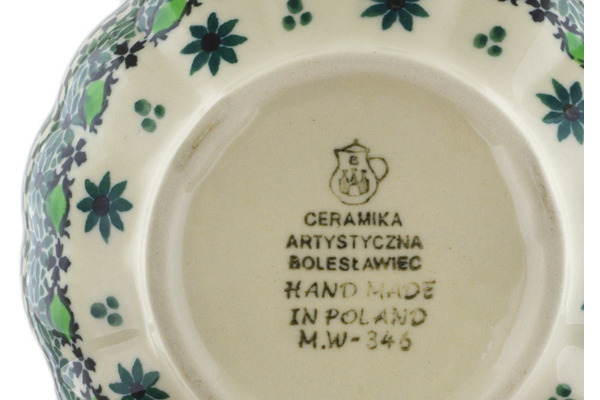 CERAMIKA
ARTYSTYCZNA
BOLESŁAWIEC
HAND MADE
IN POLAND
M.W-346